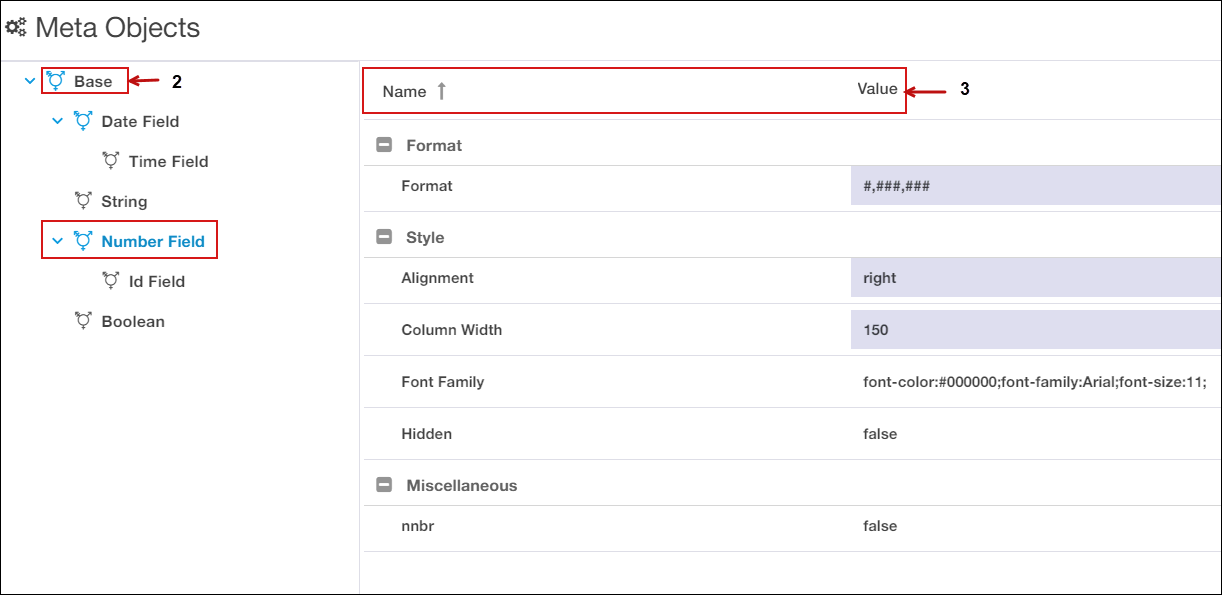 Meta Objects
Base
2
Date Field
Time Field
String
Number Field
Id Field
Boolean
Name
Value
3
Format
Format
#,###,###
Style
Alignment
right
Column Width
150
Font Family
font-color:#000000;font-family:Arial;font-size:11;
Hidden
false
Miscellaneous
nnbr
false